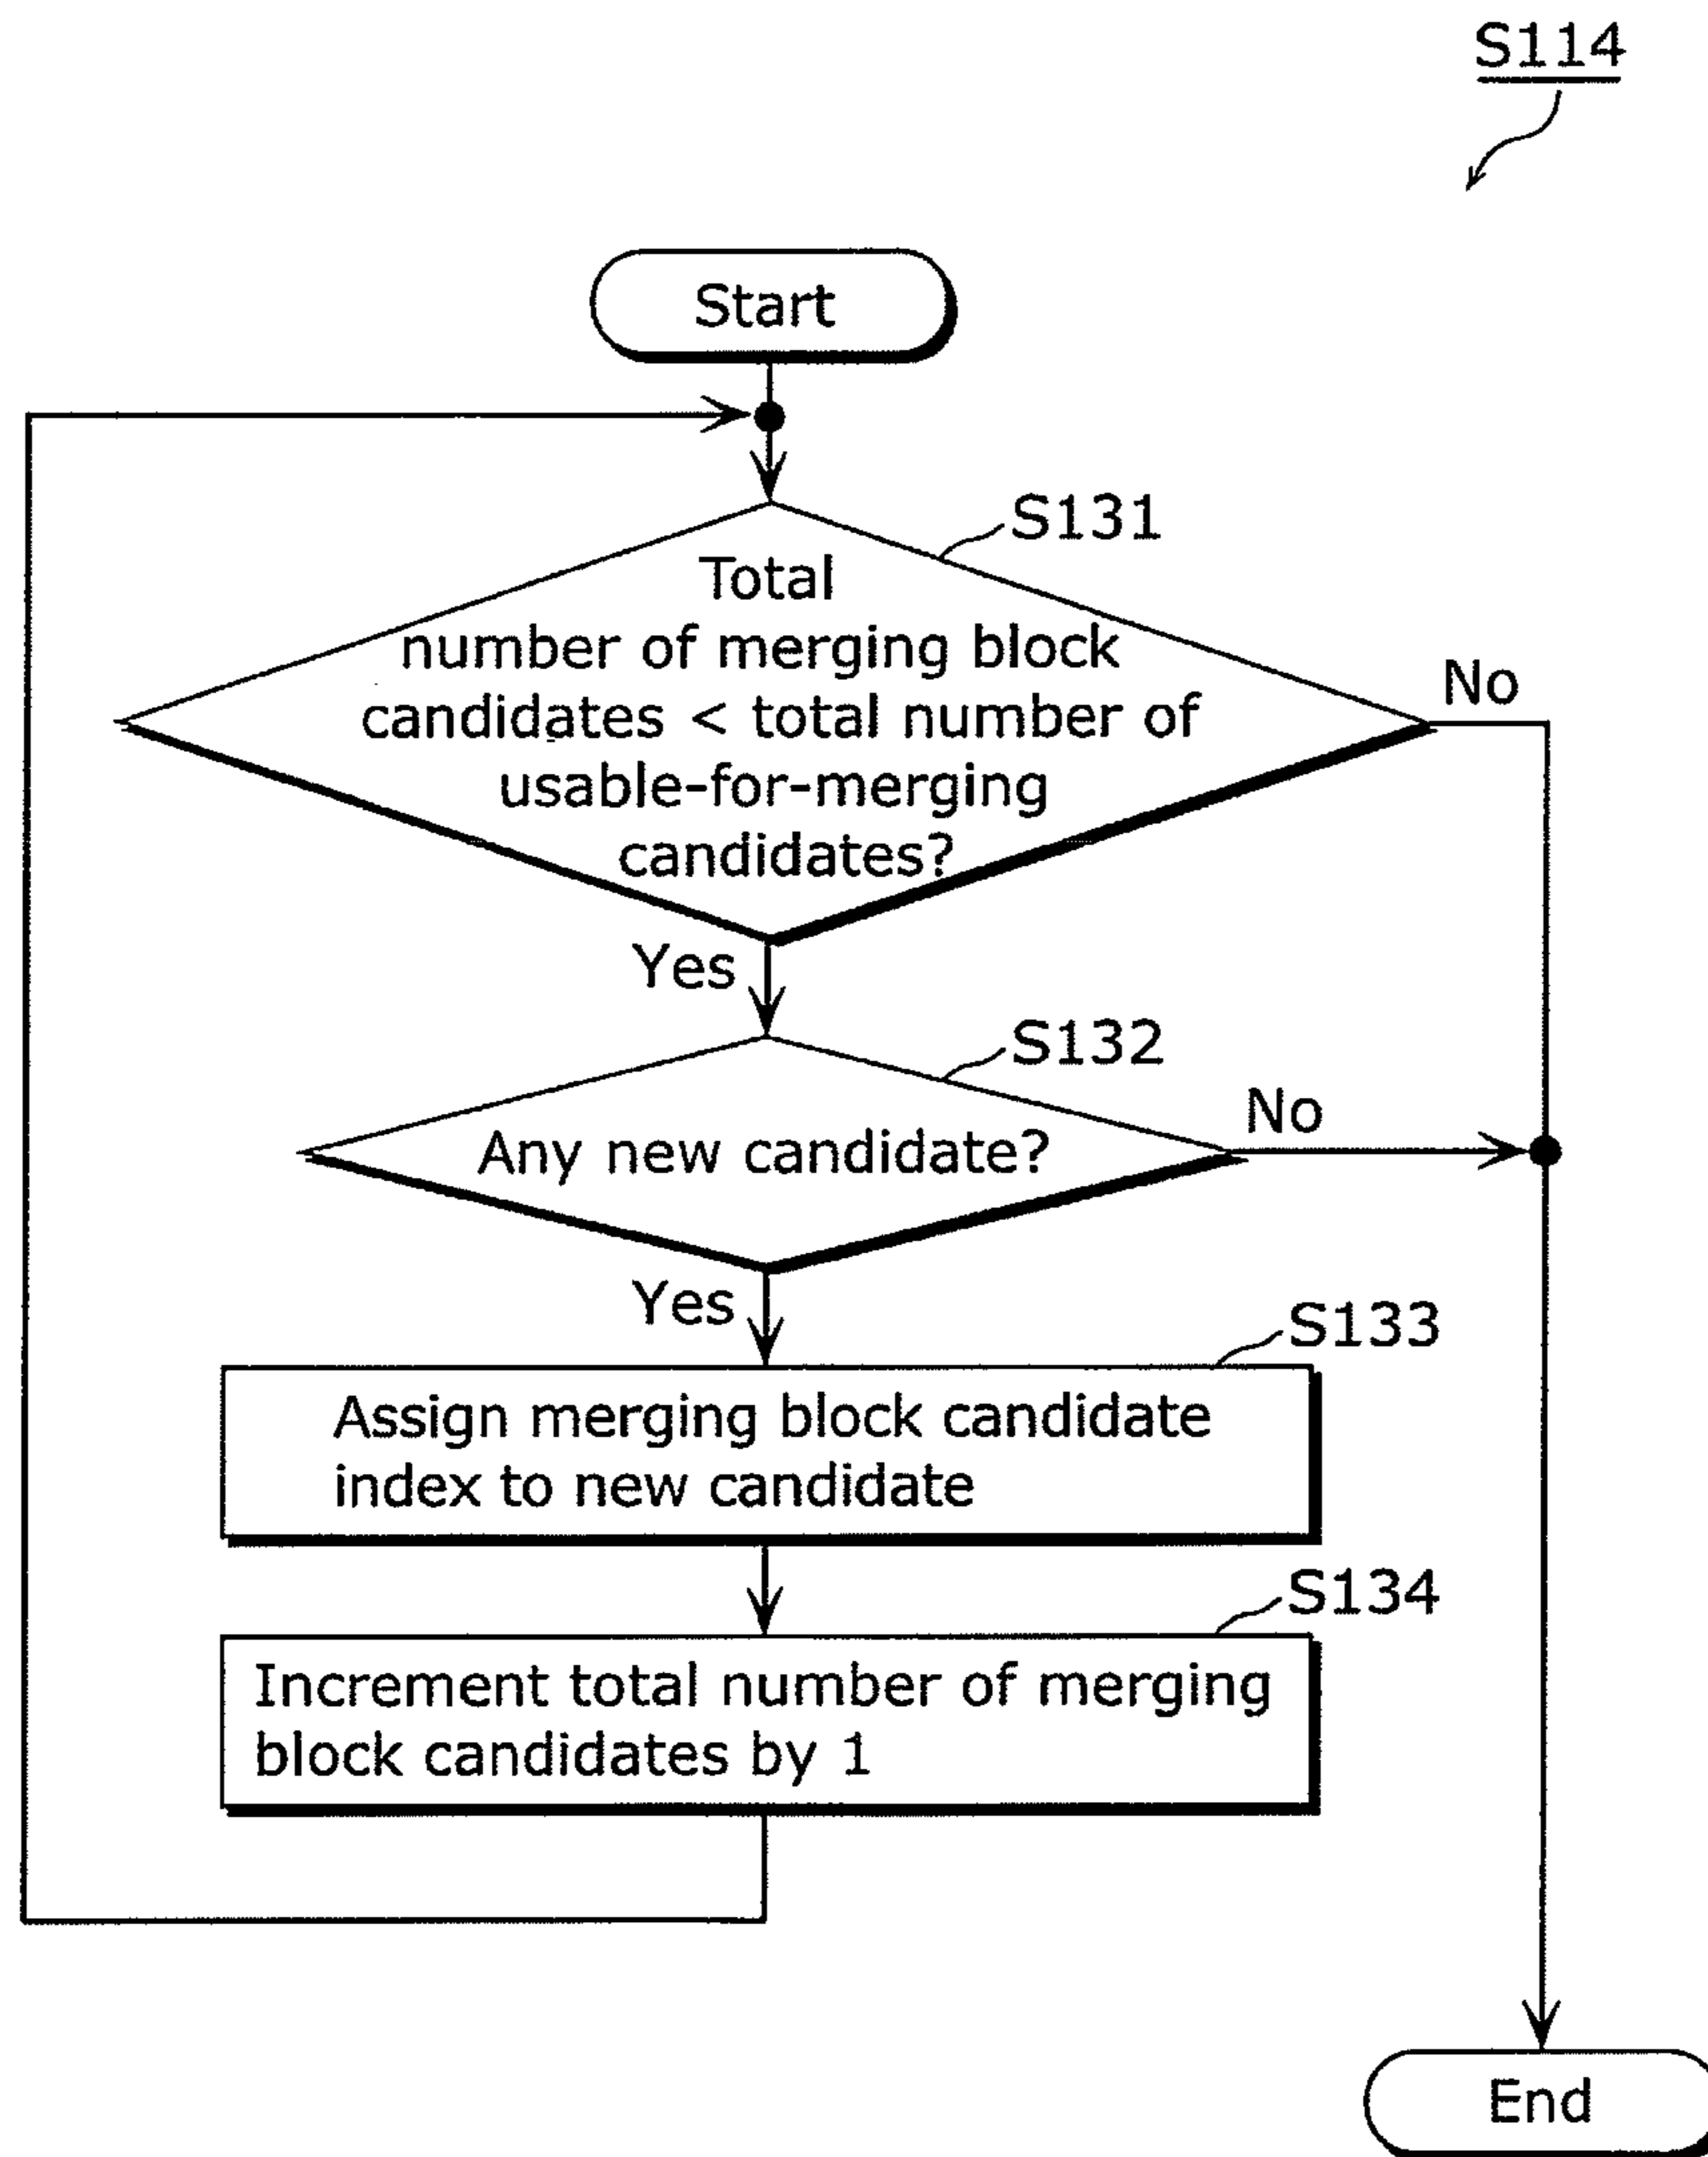 S114
Start
S131
Total
number of merging block
candidates < total number of
usable-for-merging
candidates?
No
Yes
S132
Any new candidate?
No
Yes
S133
Assign merging block candidate
index to new candidate
S134
Increment total number of merging
block candidates by 1
End